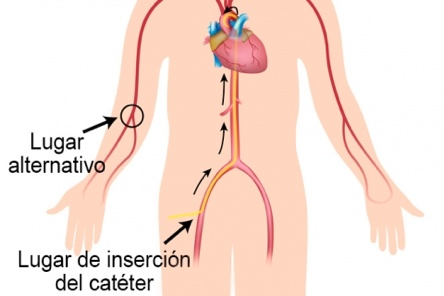 Lugar
alternativo
Lugar de inserción
del catéter